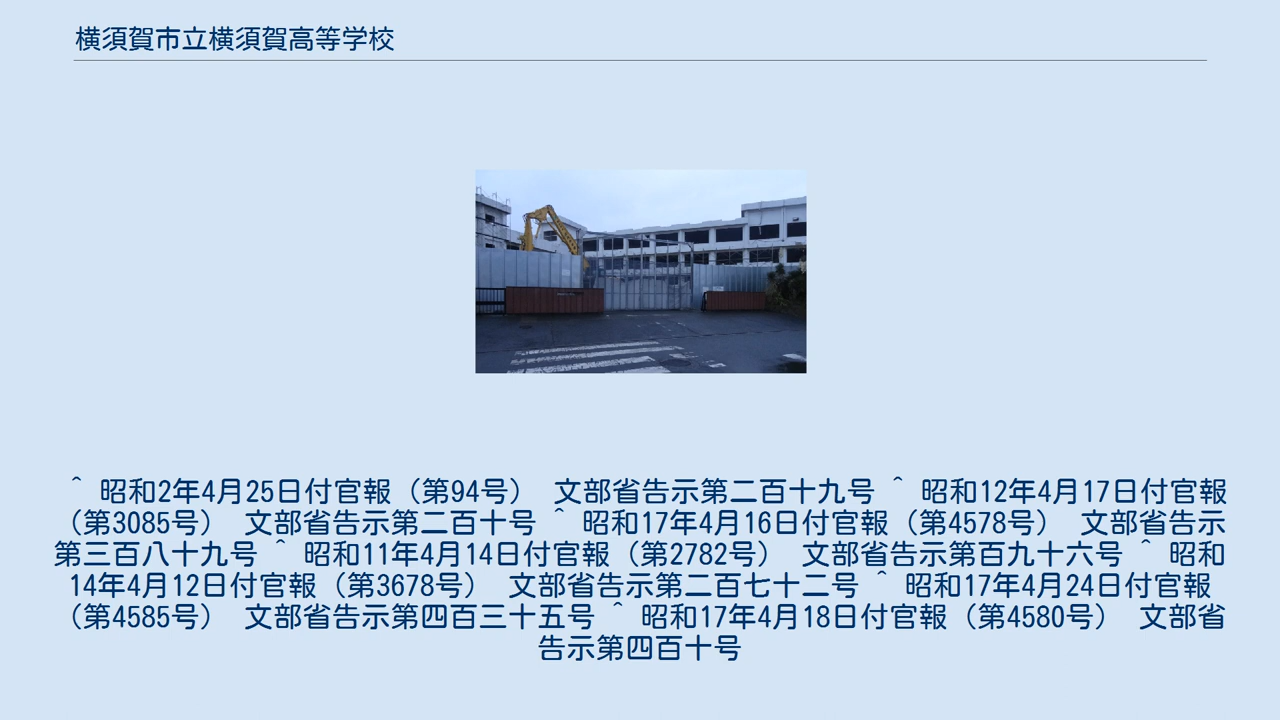 横須賀市立横須賀高等学校
^ 昭和2年4月25日付官報（第94号） 文部省告示第二百十九号 ^ 昭和12年4月17日付官報
（第3085号） 文部省告示第二百十号 ^ 昭和17年4月16日付官報（第4578号） 文部省告示
第三百八十九号 ^ 昭和11年4月14日付官報（第2782号） 文部省告示第百九十六号 ^ 昭和
14年4月12日付官報（第3678号） 文部省告示第二百七十二号 ^ 昭和17年4月24日付官報
（第4585号） 文部省告示第四百三十五号 ^ 昭和17年4月18日付官報（第4580号） 文部省
告示第四百十号